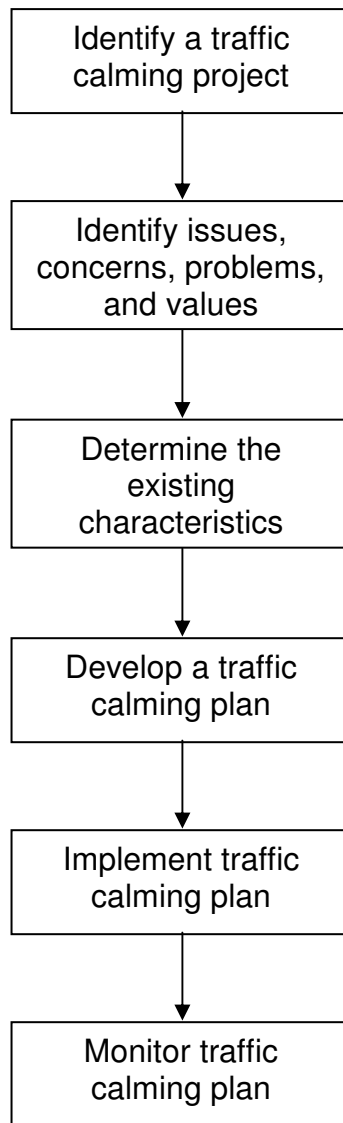 Identify a traffic
calming project
Identify issues,
concerns, problems,
and values
Determine the
existing
characteristics
Develop a traffic
calming plan
Implement traffic
calming plan
Monitor traffic
calming plan